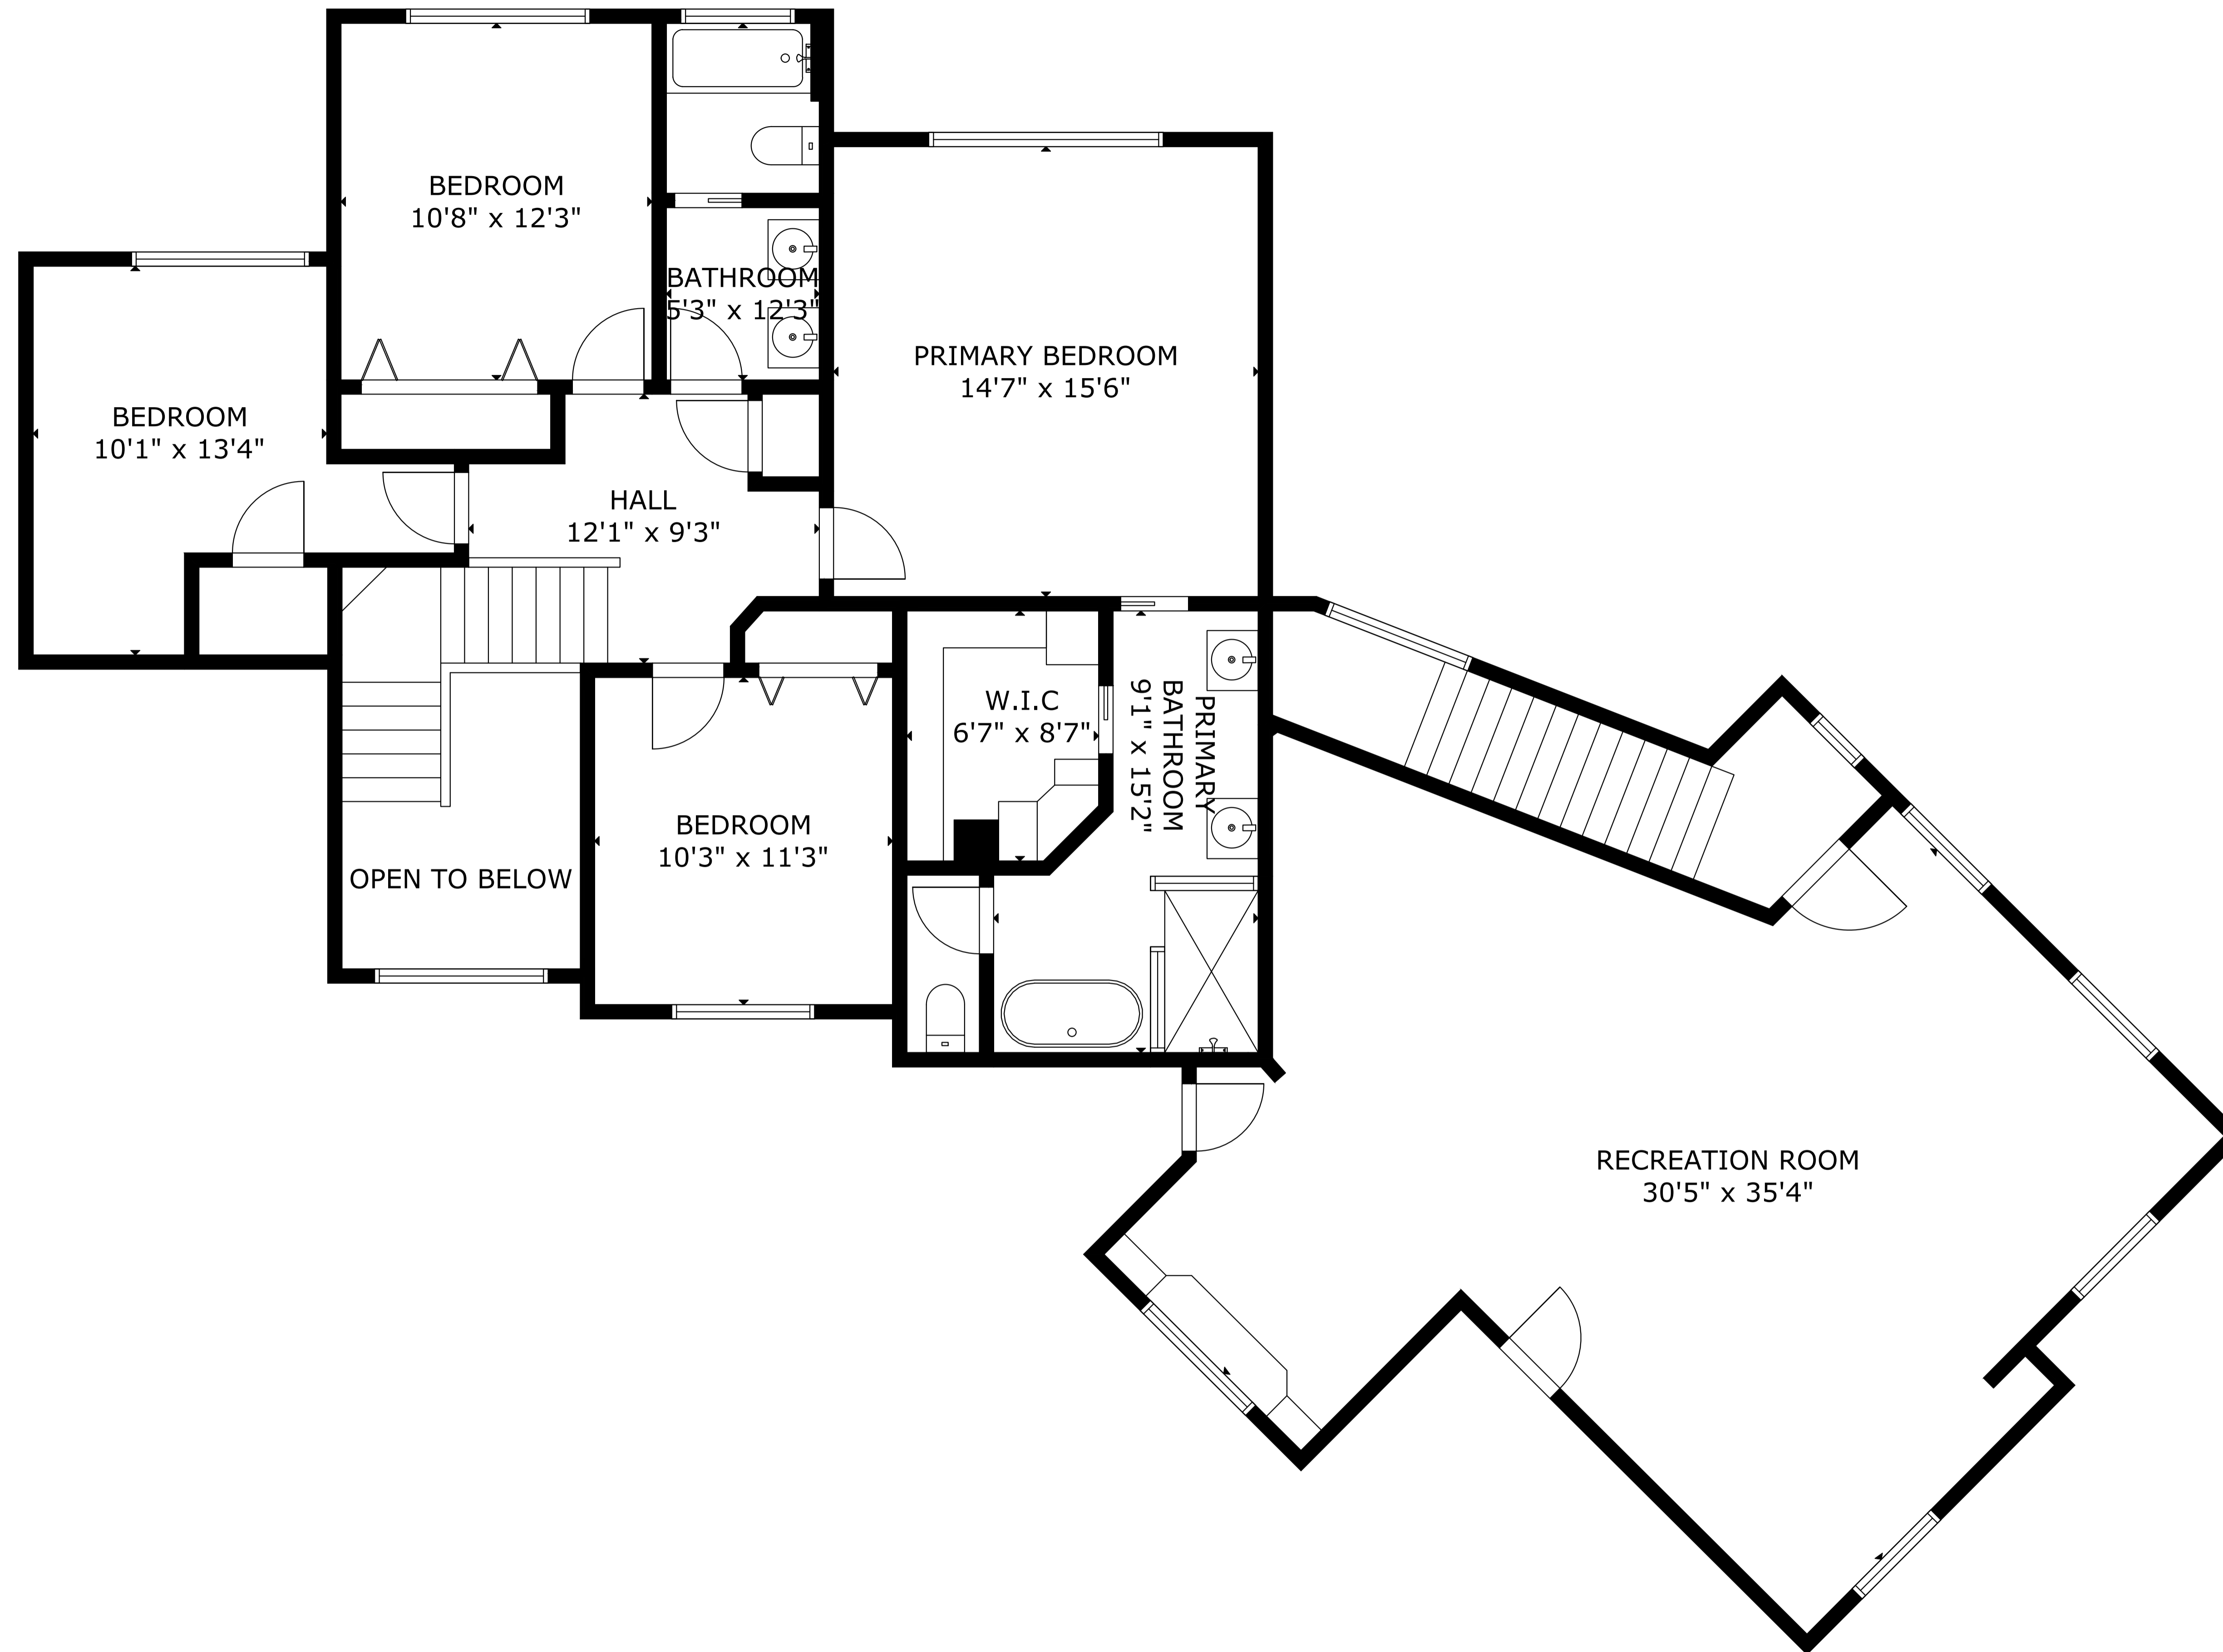 BEDROOM
10'8" x 12'3"
BATHROOM
5'3" x 12'3"
PRIMARY BEDROOM
14'7" x 15'6"
BEDROOM
10'1" x 13'4"
HALL
12'1" x 9'3"
W.I.C
6'7" x 8'7"
PRIMARY
BATHROOM
9'1" x 15'2"
BEDROOM
10'3" x 11'3"
OPEN TO BELOW
RECREATION ROOM
30'5" x 35'4"